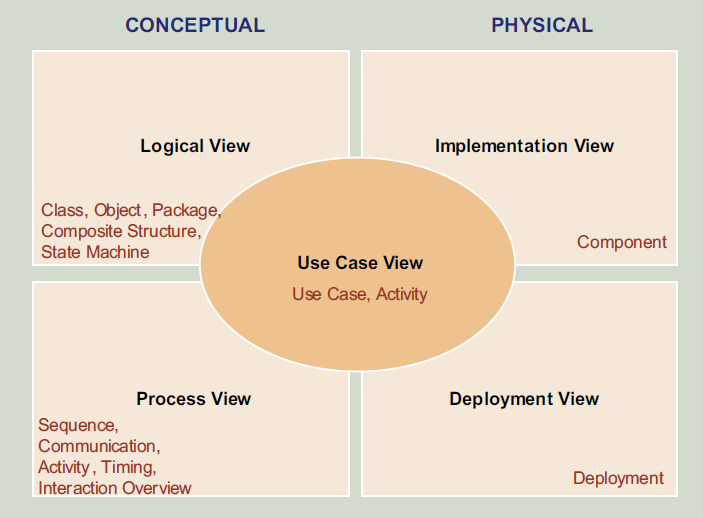 CONCEPTUAL
PHYSICAL
Logical View
Class, Object, Package,
Composite Structure,
State Machine
Implementation View
Component
Use Case View
Use Case, Activity
Process View
Sequence,
Communication,
Activity, Timing,
Interaction Overview
Deployment View
Deployment